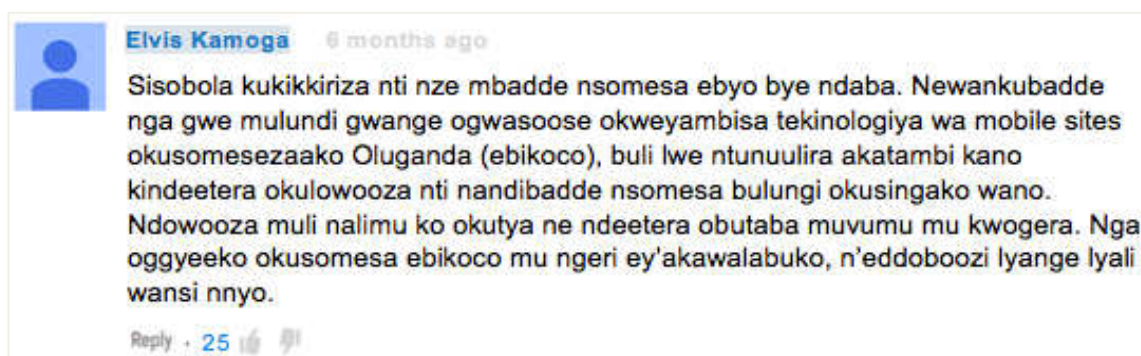 Elvis Kamoga 6 months ago
Sisobola kukikkiriza nti nze mbadde nsomesa ebyo bye ndaba. Newankubadde
nga gwe mulundi gwange ogwasoose okweyambisa tekinologiya wa mobile sites
okusomesezaako Oluganda (ebikoco), buli lwe ntunuulira akatambi kano
kindeetera okulowooza nti nandibadde nsomesa bulungi okusingako wano.
Ndowooza muli nalimu ko okutya ne ndeetera obutaba muvumu mu kwogera. Nga
oggyeeko okusomesa ebikoco mu ngeri ey'akawalabuko, n'eddoboozi lyange lyali
wansi nnyo.
Reply · 25